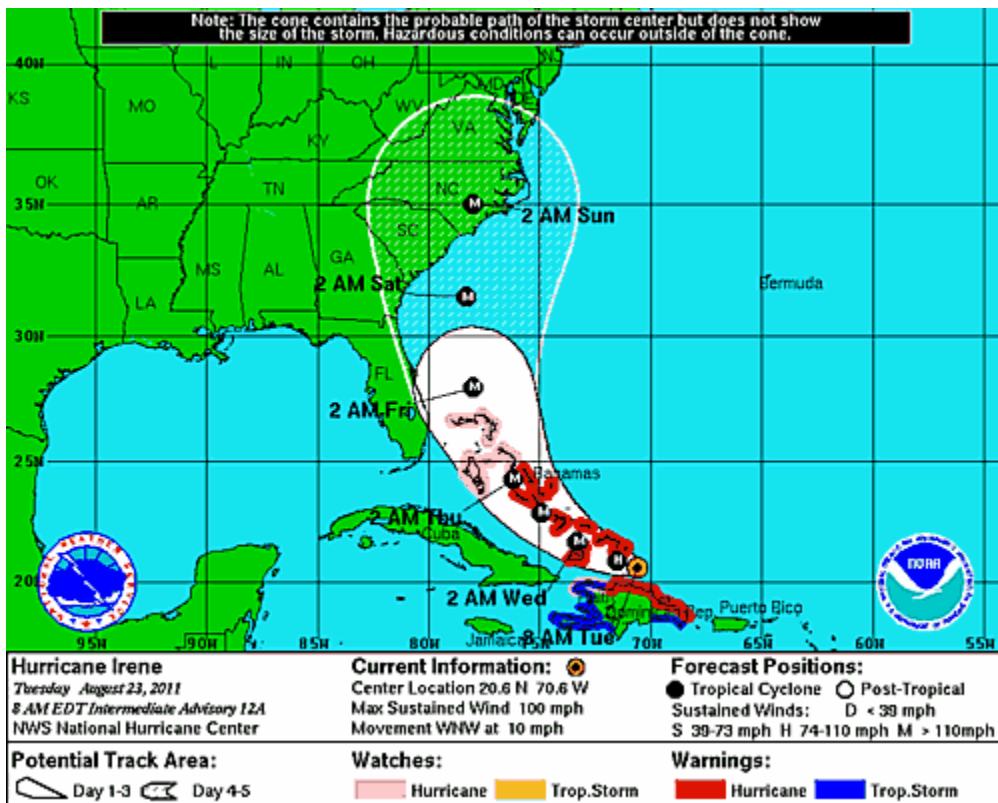 Note: The cone contains the probable path of the storm center but does not show
the size of the storm. Hazardous conditions can occur outside of the cone.
40N
35N
30N
25N
20N
95W 90W 85W 80W 75W 70W 65W 60W 55W
KS
MO
IL
IN
OH
NJ
MD
DE
WV
VA
KY
OK
AR
TN
NC
SC
MS
AL
GA
LA
FL
Bermuda
Bahamas
Cuba
Jamaica
Dominican Rep.
Puerto Rico
M
2 AM Sun
2 AM Sat
M
M
2 AM Fri
M
2 AM Thu
M
2 AM Wed
H
8 AM Tue
NOAA
Hurricane Irene
Tuesday August 23, 2011
8 AM EDT Intermediate Advisory 12A
NWS National Hurricane Center
Current Information:
Center Location 20.6 N 70.6 W
Max Sustained Wind 100 mph
Movement WNW at 10 mph
Forecast Positions:
Tropical Cyclone Post-Tropical
Sustained Winds: D < 39 mph
S 39-73 mph H 74-110 mph M > 110mph
Potential Track Area:
Day 1-3 Day 4-5
Watches:
Hurricane Trop.Storm
Warnings:
Hurricane Trop.Storm